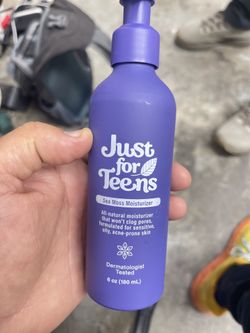 Just
for
Teens
Sea Moss Moisturizer
All-natural moisturizer
that won't clog pores,
formulated for sensitive,
oily, acne-prone skin
Dermatologist
Tested
6 oz (180 mL)